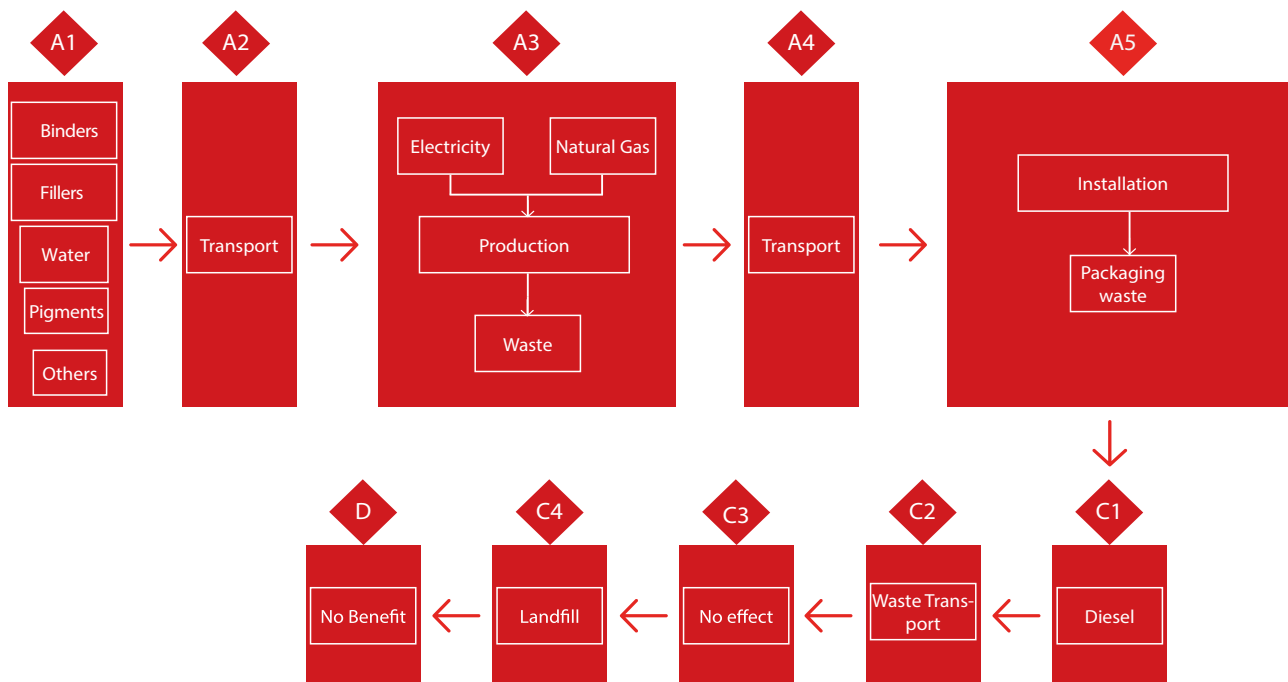 A1
A2
A3
A4
A5
Binders
Fillers
Water
Pigments
Others
Transport
Electricity
Natural Gas
Production
Waste
Transport
Installation
Packaging
waste
D
C4
C3
C2
C1
No Benefit
Landfill
No effect
Waste Trans-
port
Diesel